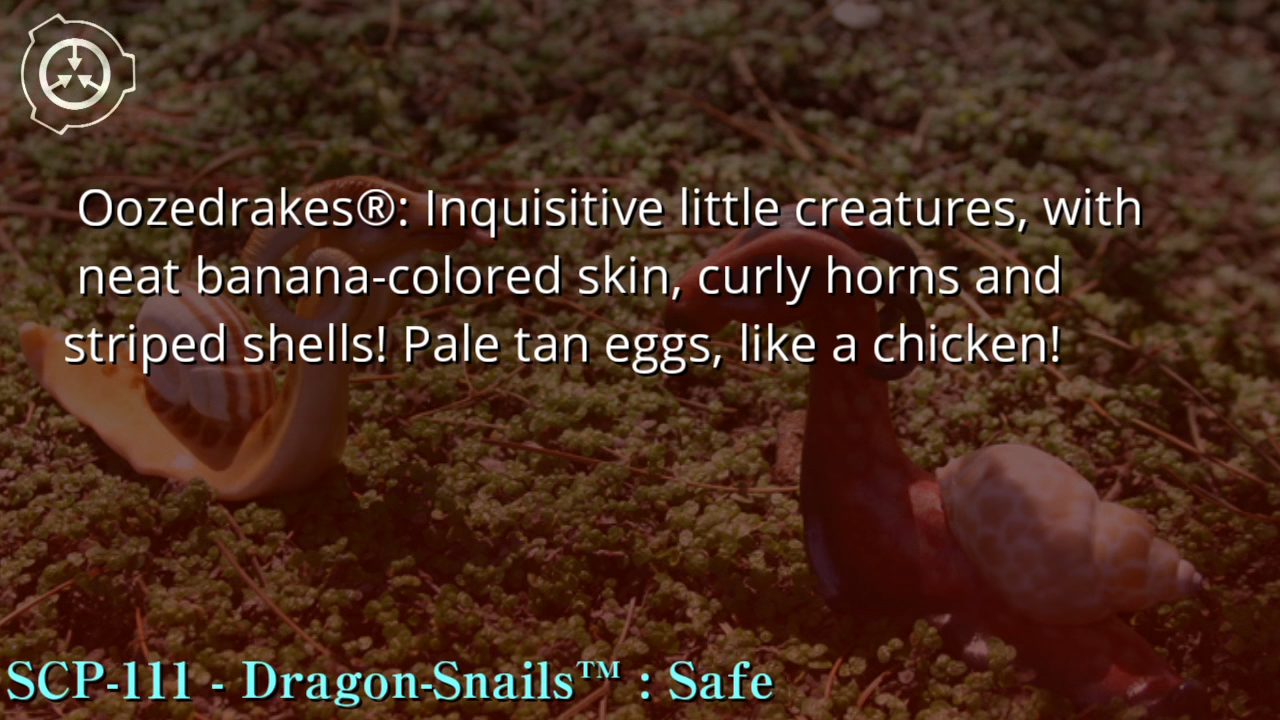 Oozedrakes®: Inquisitive little creatures, with
neat banana-colored skin, curly horns and
striped shells! Pale tan eggs, like a chicken!
SCP-111 - Dragon-Snails™ : Safe